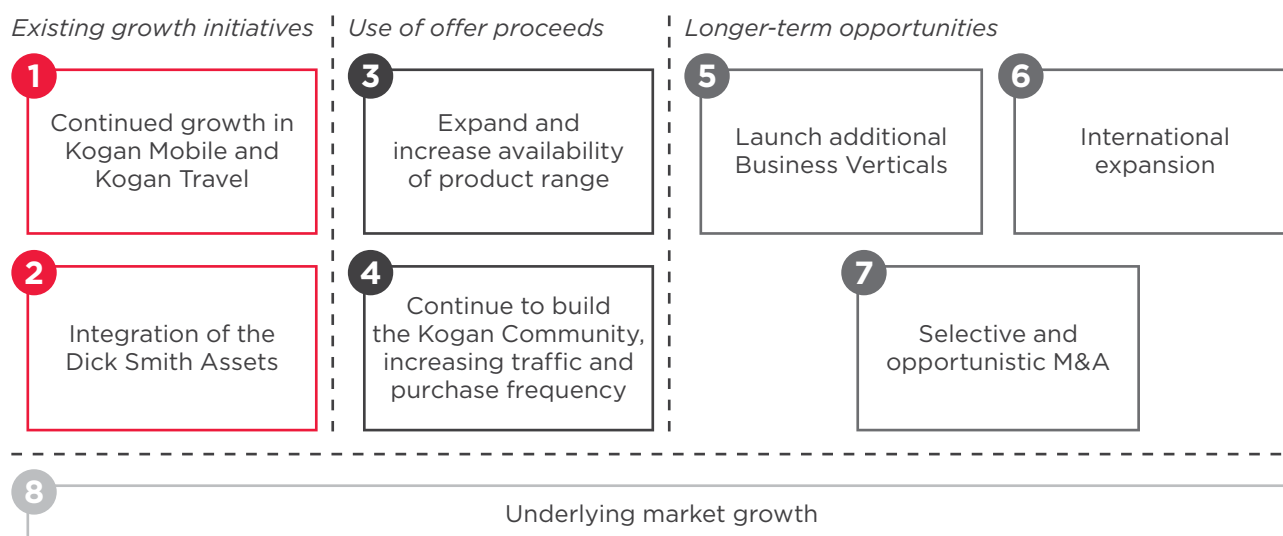 Existing growth initiatives
1
Continued growth in
Kogan Mobile and
Kogan Travel
2
Integration of the
Dick Smith Assets
Use of offer proceeds
3
Expand and
increase availability
of product range
4
Continue to build
the Kogan Community,
increasing traffic and
purchase frequency
Longer-term opportunities
5
Launch additional
Business Verticals
6
International
expansion
7
Selective and
opportunistic M&A
8
Underlying market growth